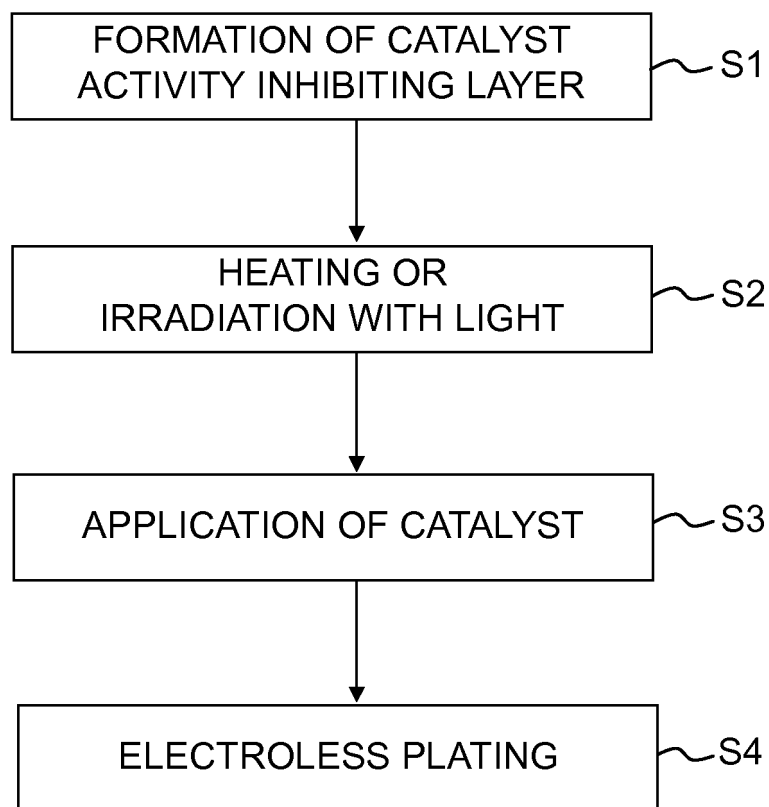 FORMATION OF CATALYST
ACTIVITY INHIBITING LAYER
S1
HEATING OR
IRRADIATION WITH LIGHT
S2
APPLICATION OF CATALYST
S3
ELECTROLESS PLATING
S4